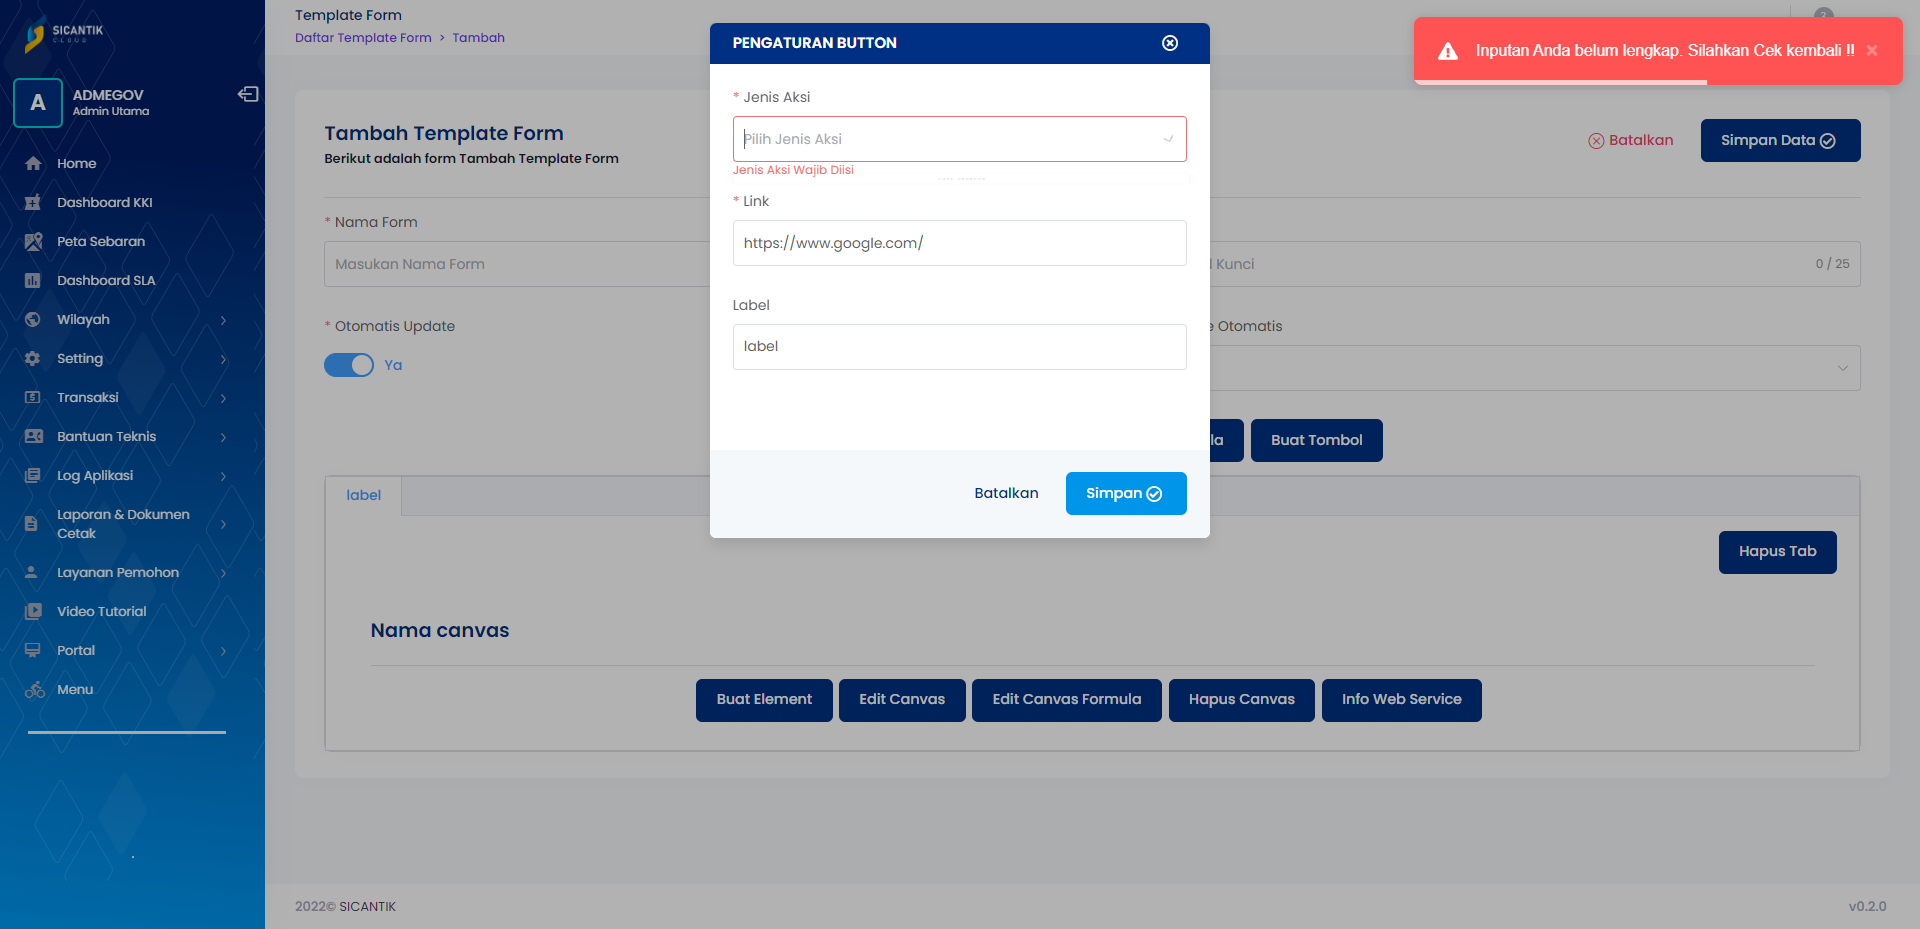 SICANTIK
CLOUD
A
ADMEGOV
Admin Utama
Home
Dashboard KKI
Peta Sebaran
Dashboard SLA
Wilayah
Setting
Transaksi
Bantuan Teknis
Log Aplikasi
Laporan & Dokumen
Cetak
Layanan Pemohon
Video Tutorial
Portal
Menu
Template Form
Daftar Template Form > Tambah
Inputan Anda belum lengkap. Silahkan Cek kembali !!
Tambah Template Form
Berikut adalah form Tambah Template Form
Batalkan
Simpan Data
* Nama Form
Masukan Nama Form
Kunci
0 / 25
* Otomatis Update
Ya
Otomatis
Buat Tombol
label
Hapus Tab
Nama canvas
Buat Element
Edit Canvas
Edit Canvas Formula
Hapus Canvas
Info Web Service
PENGATURAN BUTTON
* Jenis Aksi
Pilih Jenis Aksi
Jenis Aksi Wajib Diisi
* Link
https://www.google.com/
Label
label
Batalkan
Simpan
2022© SICANTIK
v0.2.0